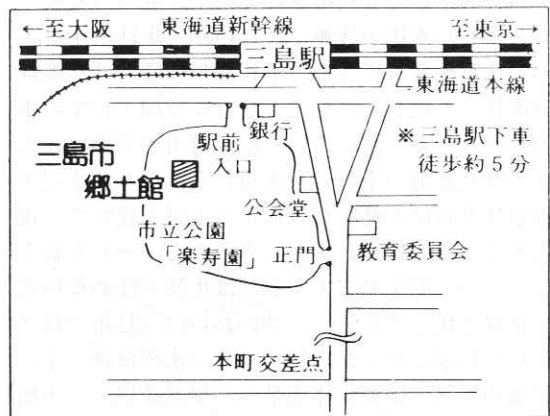 ←至大阪 東海道新幹線 至東京→
三島駅
東海道本線
銀行
駅前
入口
※三島駅下車
徒歩約5分
三島市
郷土館
公会堂
市立公園
「楽寿園」
正門
教育委員会
本町交差点